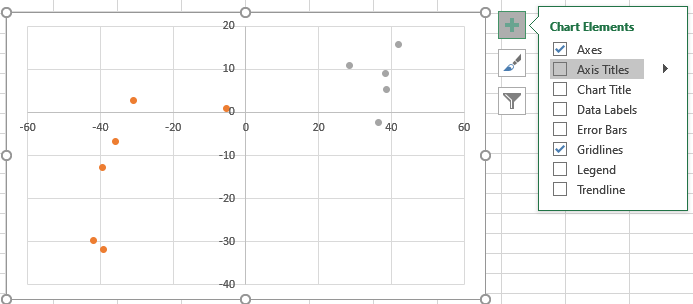 20
10
0
-60 -40 -20 0 20 40 60
-10
-20
-30
-40
Chart Elements
Axes
Axis Titles
Chart Title
Data Labels
Error Bars
Gridlines
Legend
Trendline